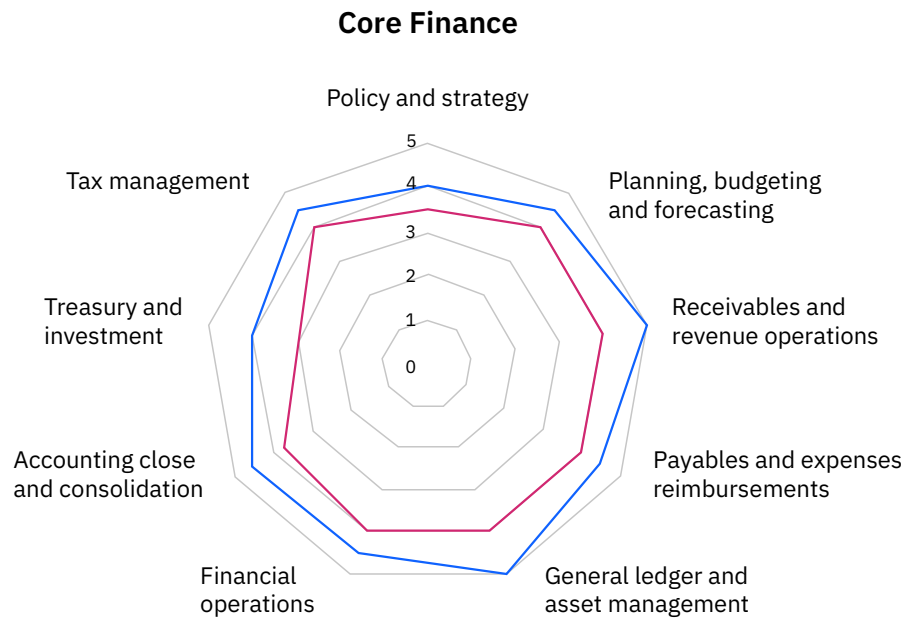 Core Finance
Policy and strategy
5
Tax management
Planning, budgeting
and forecasting
4
3
2
Treasury and
investment
Receivables and
revenue operations
1
0
Accounting close
and consolidation
Payables and expenses
reimbursements
Financial
operations
General ledger and
asset management